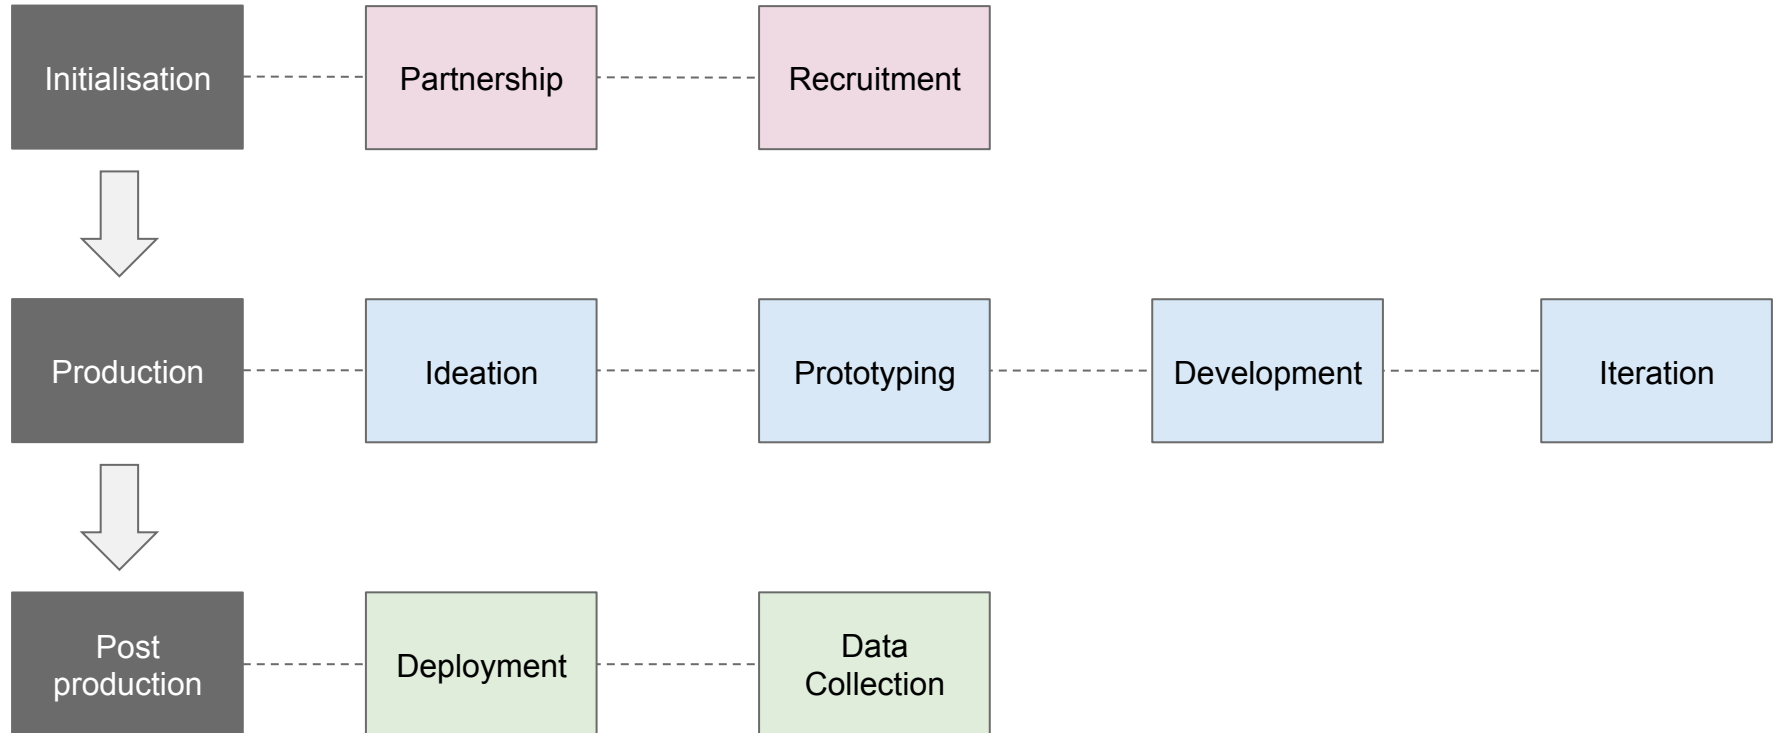 Initialisation
Partnership
Recruitment
Production
Ideation
Prototyping
Development
Iteration
Post
production
Deployment
Data
Collection